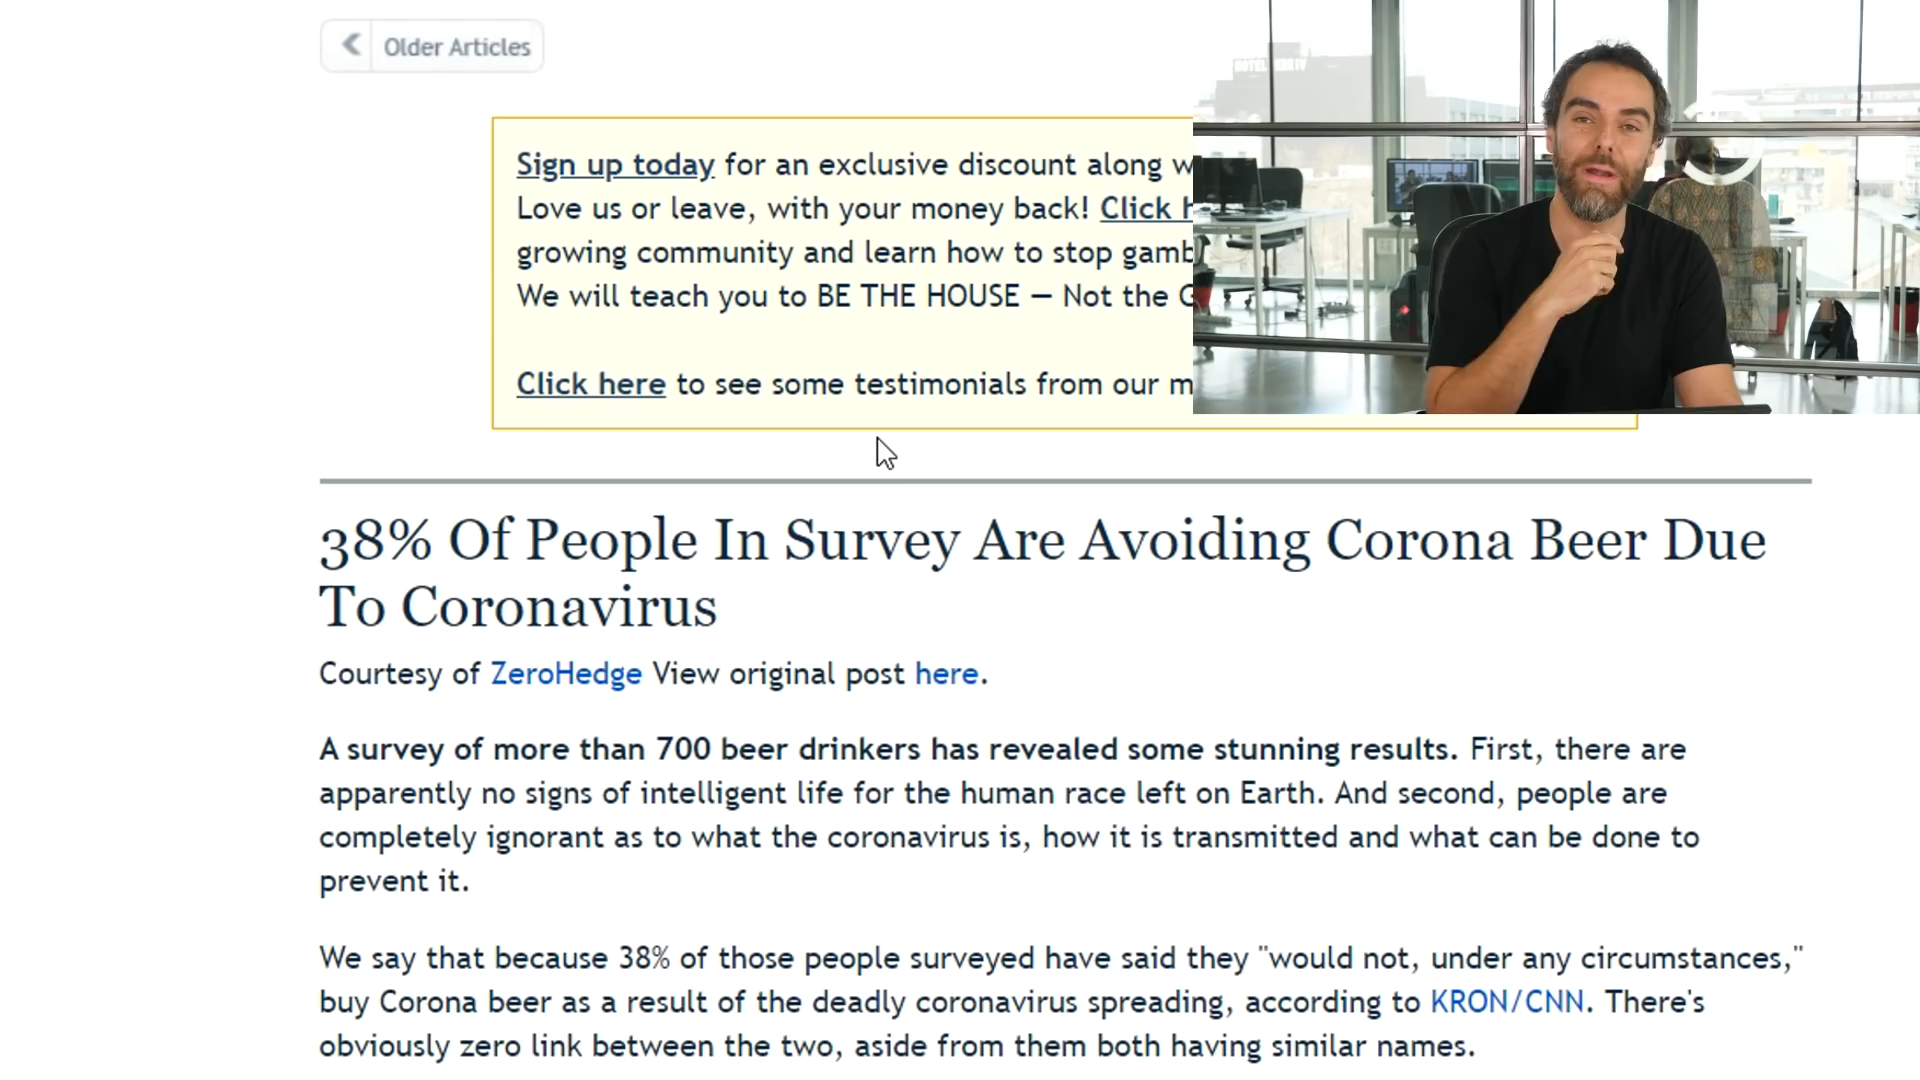 Older Articles
Sign up today for an exclusive discount along
Love us or leave, with your money back! Click
growing community and learn how to stop
We will teach you to BE THE HOUSE — Not the
Click here to see some testimonials from our
38% Of People In Survey Are Avoiding Corona Beer Due
To Coronavirus
Courtesy of ZeroHedge View original post here.
A survey of more than 700 beer drinkers has revealed some stunning results. First, there are
apparently no signs of intelligent life for the human race left on Earth. And second, people are
completely ignorant as to what the coronavirus is, how it is transmitted and what can be done to
prevent it.
We say that because 38% of those people surveyed have said they "would not, under any circumstances,"
buy Corona beer as a result of the deadly coronavirus spreading, according to KRON/CNN. There's
obviously zero link between the two, aside from them both having similar names.